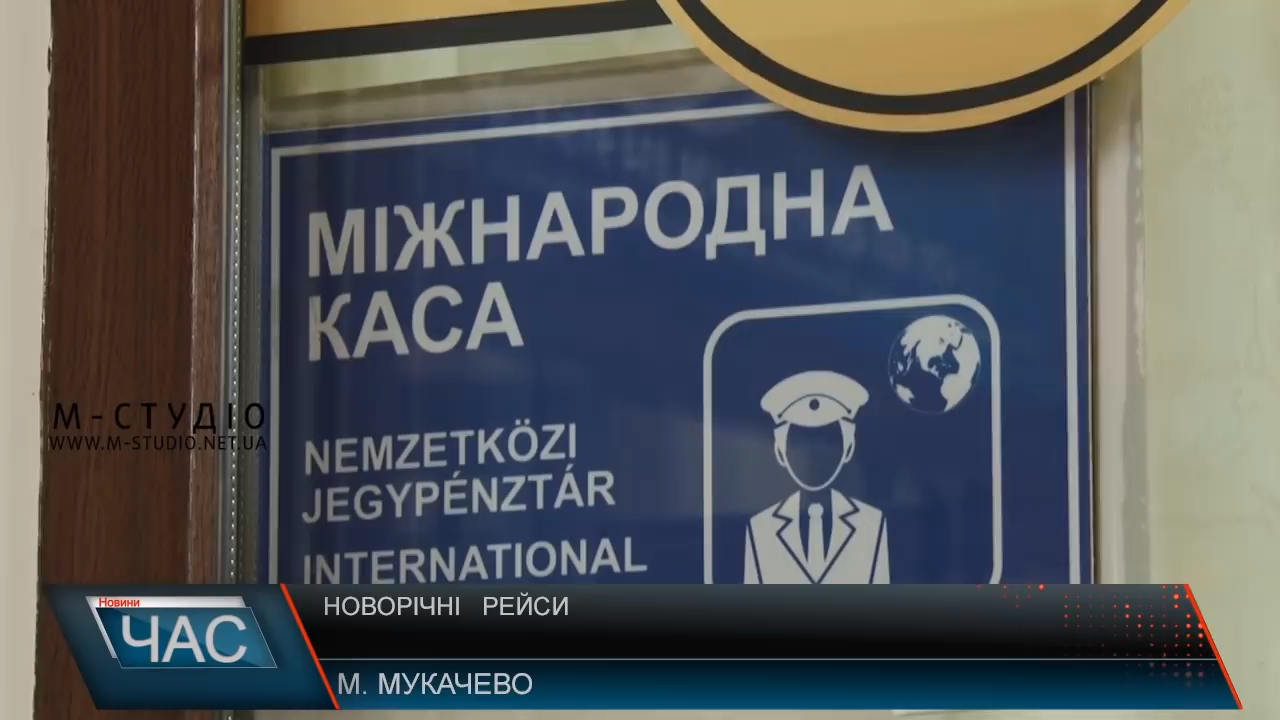 МІЖНАРОДНА
КАСА
NEMZETKÖZI
JEGYPÉNZTÁR
INTERNATIONAL
М-СТУДІО
WWW.M-STUDIO.NET.UA
Новини
ЧАС
НОВОРІЧНІ РЕЙСИ
М. МУКАЧЕВО